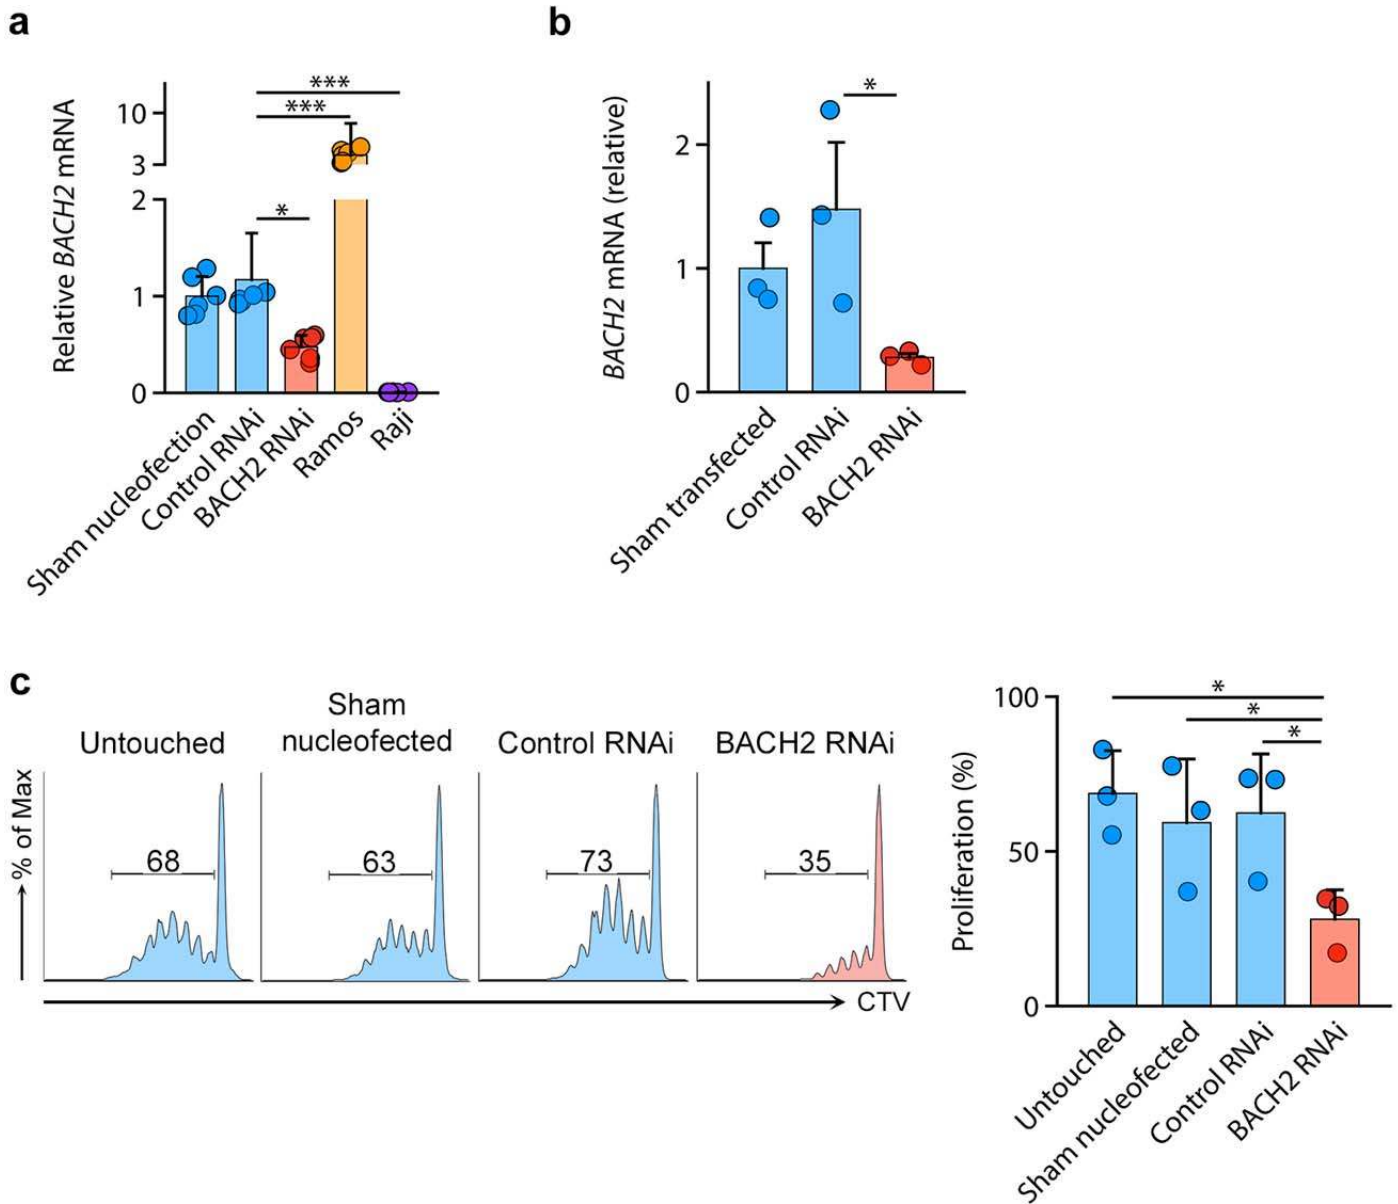 a
Relative BACH2 mRNA
10
3
2
1
0
***
***
*
Sham nucleofection
Control RNAi
BACH2 RNAi
Ramos
Raji
b
BACH2 mRNA (relative)
2
1
0
*
Sham transfected
Control RNAi
BACH2 RNAi
c
% of Max
Untouched
68
Sham
nucleofected
63
Control RNAi
73
BACH2 RNAi
35
CTV
Proliferation (%)
100
50
0
*
*
*
Untouched
Sham nucleofected
Control RNAi
BACH2 RNAi